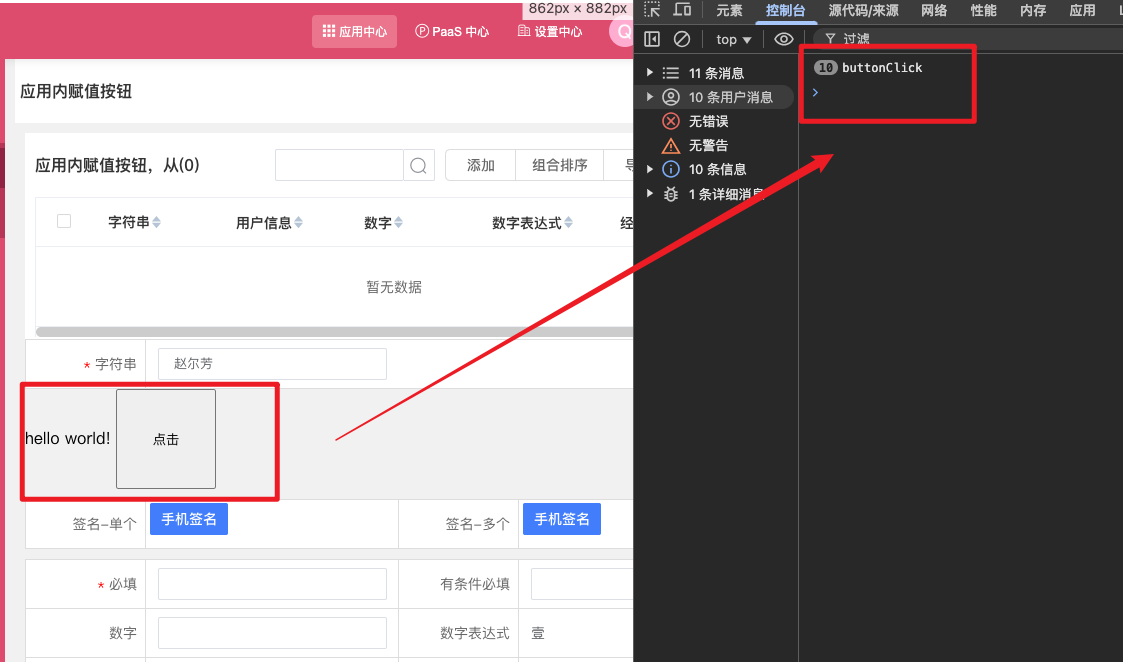 862px × 882px
应用中心 PaaS 中心 设置中心 Q
元素 控制台 源代码/来源 网络 性能 内存 应用
top 过滤
应用内赋值按钮
应用内赋值按钮，从(0) 添加 组合排序
字符串 用户信息 数字 数字表达式 经
暂无数据
* 字符串 赵尔芳
hello world! 点击
签名-单个 手机签名 签名-多个 手机签名
* 必填 有条件必填
数字 数字表达式 壹
11 条消息
10 条用户消息
无错误
无警告
10 条信息
1 条详细消息
10 buttonClick
>